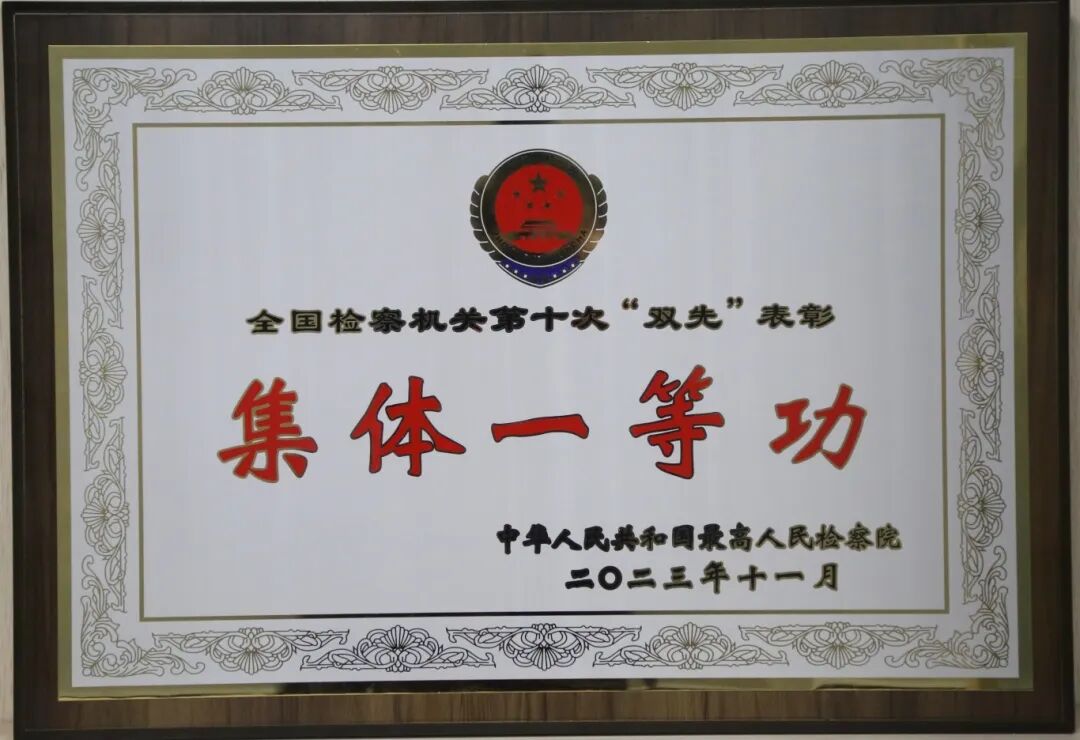 全国检察机关第十次“双先”表彰
集体一等功
中华人民共和国最高人民检察院
二〇二三年十一月